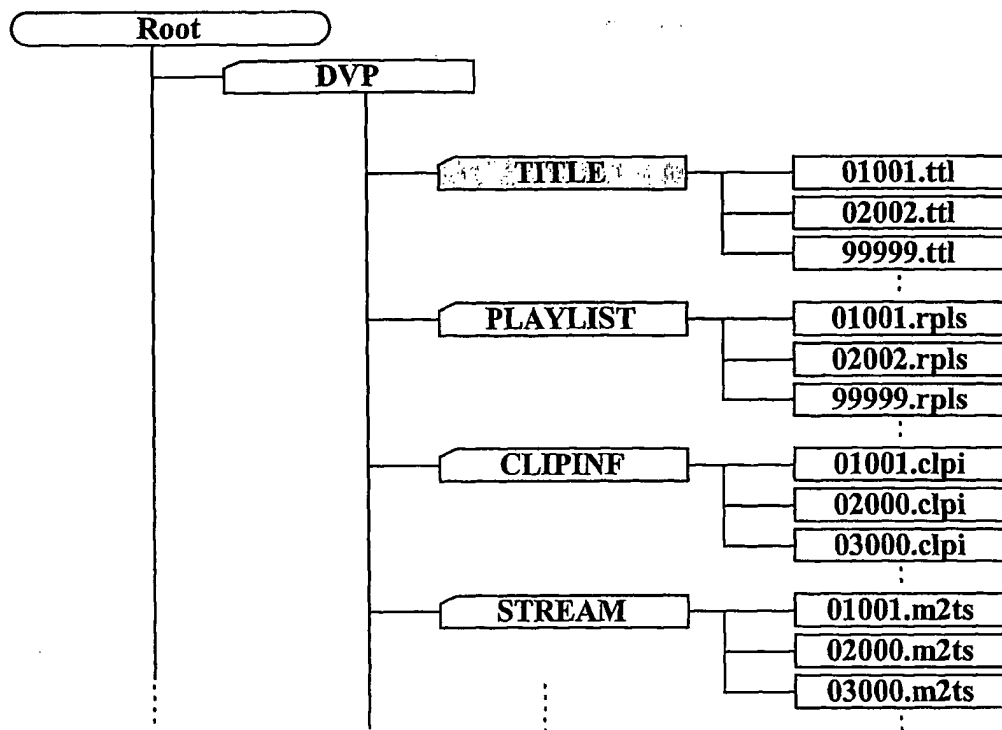 Root
DVP
TITLE
01001.ttl
02002.ttl
99999.ttl
PLAYLIST
01001.rpls
02002.rpls
99999.rpls
CLIPINF
01001.clpi
02000.clpi
03000.clpi
STREAM
01001.m2ts
02000.m2ts
03000.m2ts